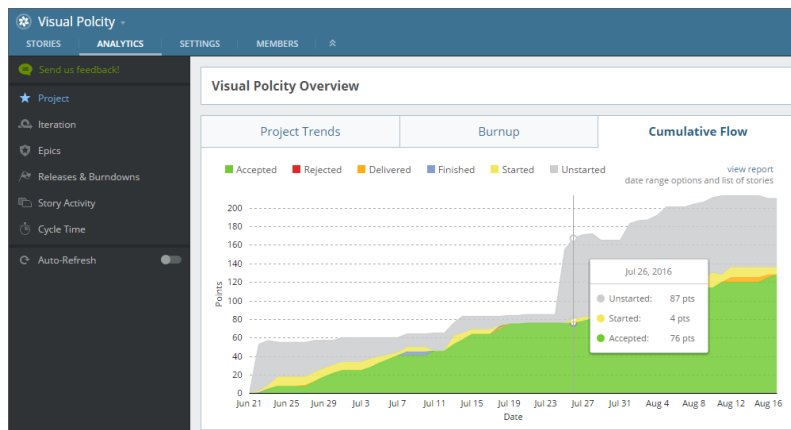 Visual Polcity
STORIES ANALYTICS SETTINGS MEMBERS
Send us feedback!
Project
Iteration
Epics
Releases & Burndowns
Story Activity
Cycle Time
Auto-Refresh
Visual Polcity Overview
Project Trends Burnup Cumulative Flow
Accepted Rejected Delivered Finished Started Unstarted
view report
date range options and list of stories
200
180
160
140
120
100
80
60
40
20
0
Points
Jul 26, 2016
Unstarted: 87 pts
Started: 4 pts
Accepted: 76 pts
Jun 21 Jun 25 Jun 29 Jul 3 Jul 7 Jul 11 Jul 15 Jul 19 Jul 23 Jul 27 Jul 31 Aug 4 Aug 8 Aug 12 Aug 16
Date